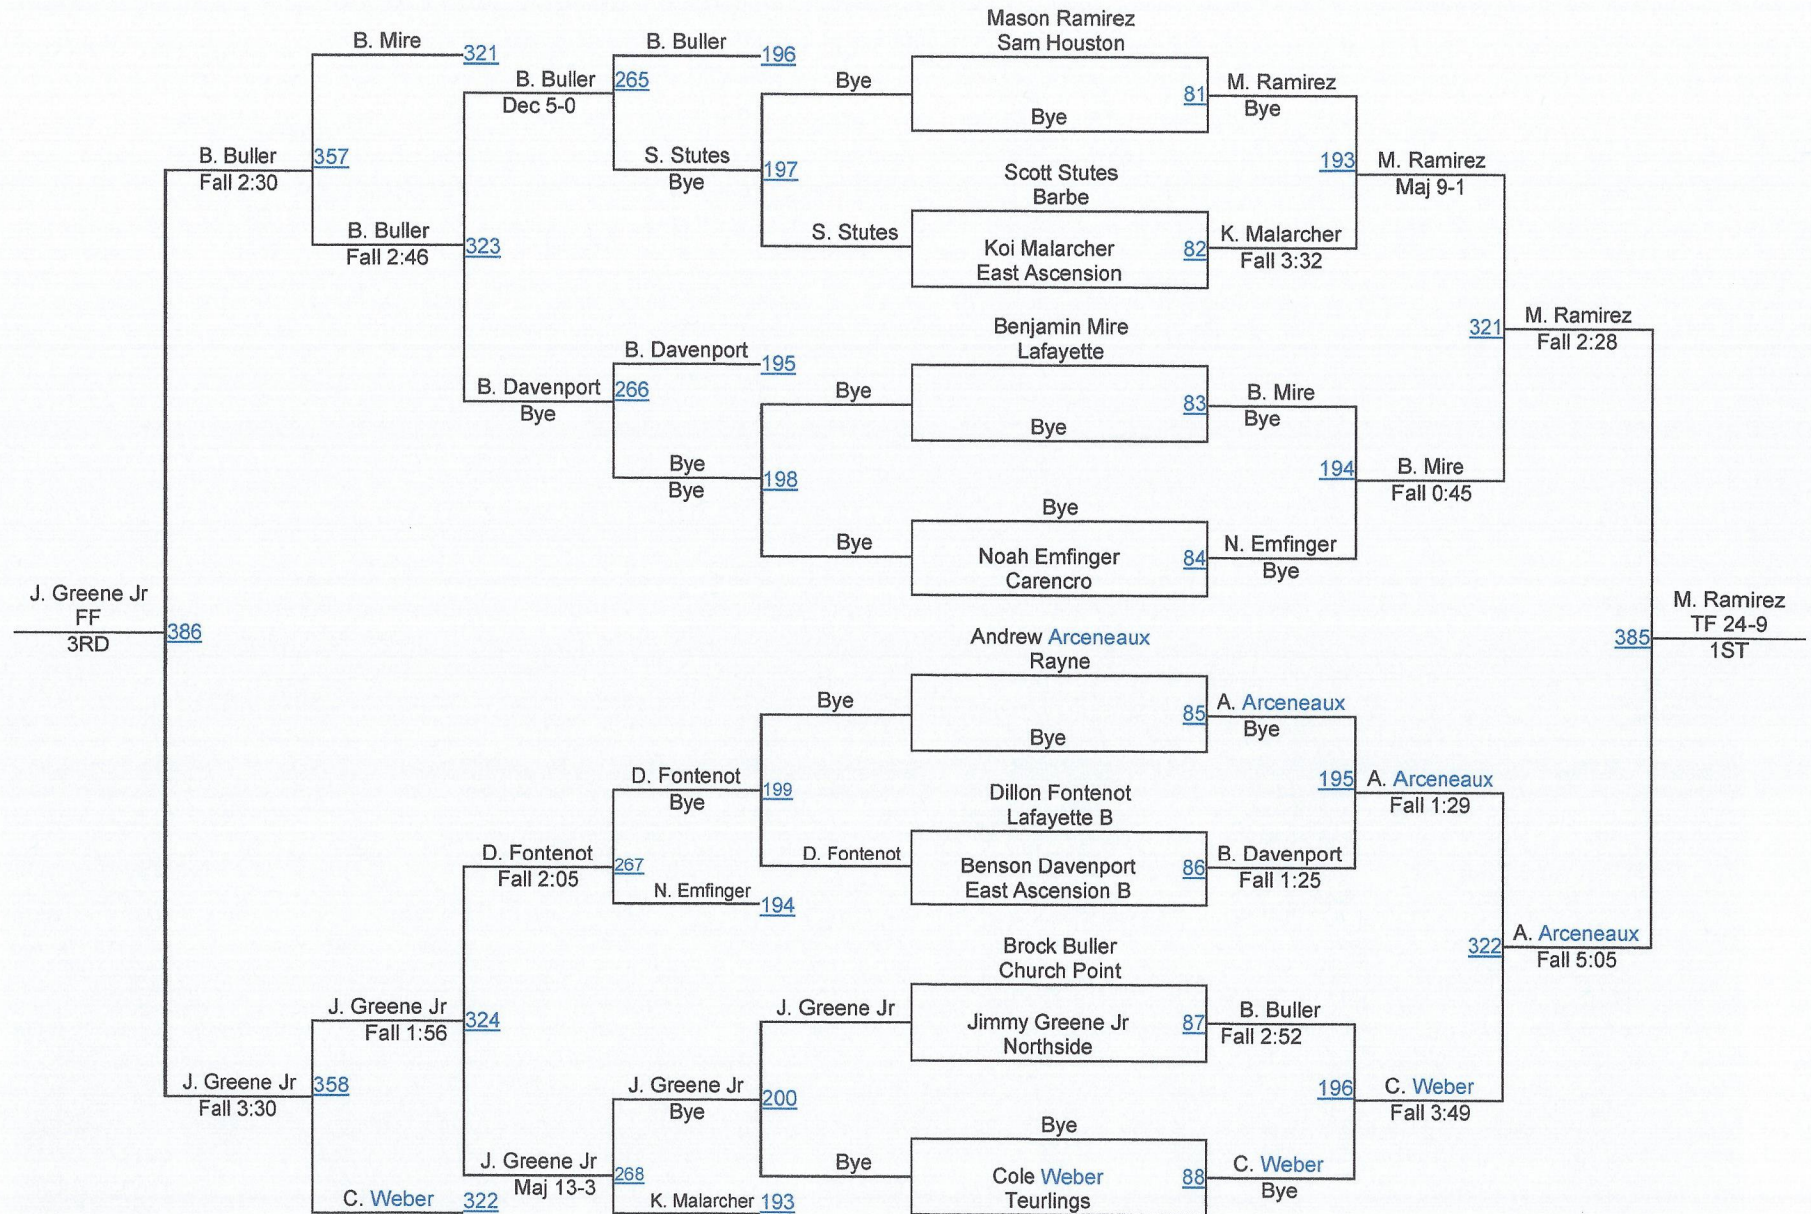 Mason Ramirez
Sam Houston
B. Mire
321
B. Buller
196
B. Buller
265
Dec 5-0
Bye
81
M. Ramirez
Bye
Bye
B. Buller
357
Fall 2:30
S. Stutes
197
Bye
Scott Stutes
Barbe
193
M. Ramirez
Maj 9-1
B. Buller
323
Fall 2:46
S. Stutes
Koi Malarcher
East Ascension
82
K. Malarcher
Fall 3:32
Benjamin Mire
Lafayette
321
M. Ramirez
Fall 2:28
B. Davenport
195
B. Davenport
266
Bye
Bye
83
B. Mire
Bye
Bye
Bye
198
Bye
194
B. Mire
Fall 0:45
Bye
Bye
Noah Emfinger
Carencro
84
N. Emfinger
Bye
J. Greene Jr
FF
3RD
386
Andrew Arceneaux
Rayne
385
M. Ramirez
TF 24-9
1ST
Bye
85
A. Arceneaux
Bye
Bye
D. Fontenot
199
Bye
Dillon Fontenot
Lafayette B
195
A. Arceneaux
Fall 1:29
D. Fontenot
267
Fall 2:05
D. Fontenot
Benson Davenport
East Ascension B
86
B. Davenport
Fall 1:25
N. Emfinger
194
Brock Buller
Church Point
322
A. Arceneaux
Fall 5:05
J. Greene Jr
324
Fall 1:56
J. Greene Jr
Jimmy Greene Jr
Northside
87
B. Buller
Fall 2:52
J. Greene Jr
358
Fall 3:30
J. Greene Jr
200
Bye
196
C. Weber
Fall 3:49
Bye
J. Greene Jr
268
Maj 13-3
Bye
Cole Weber
Teurlings
88
C. Weber
Bye
C. Weber
322
K. Malarcher
193